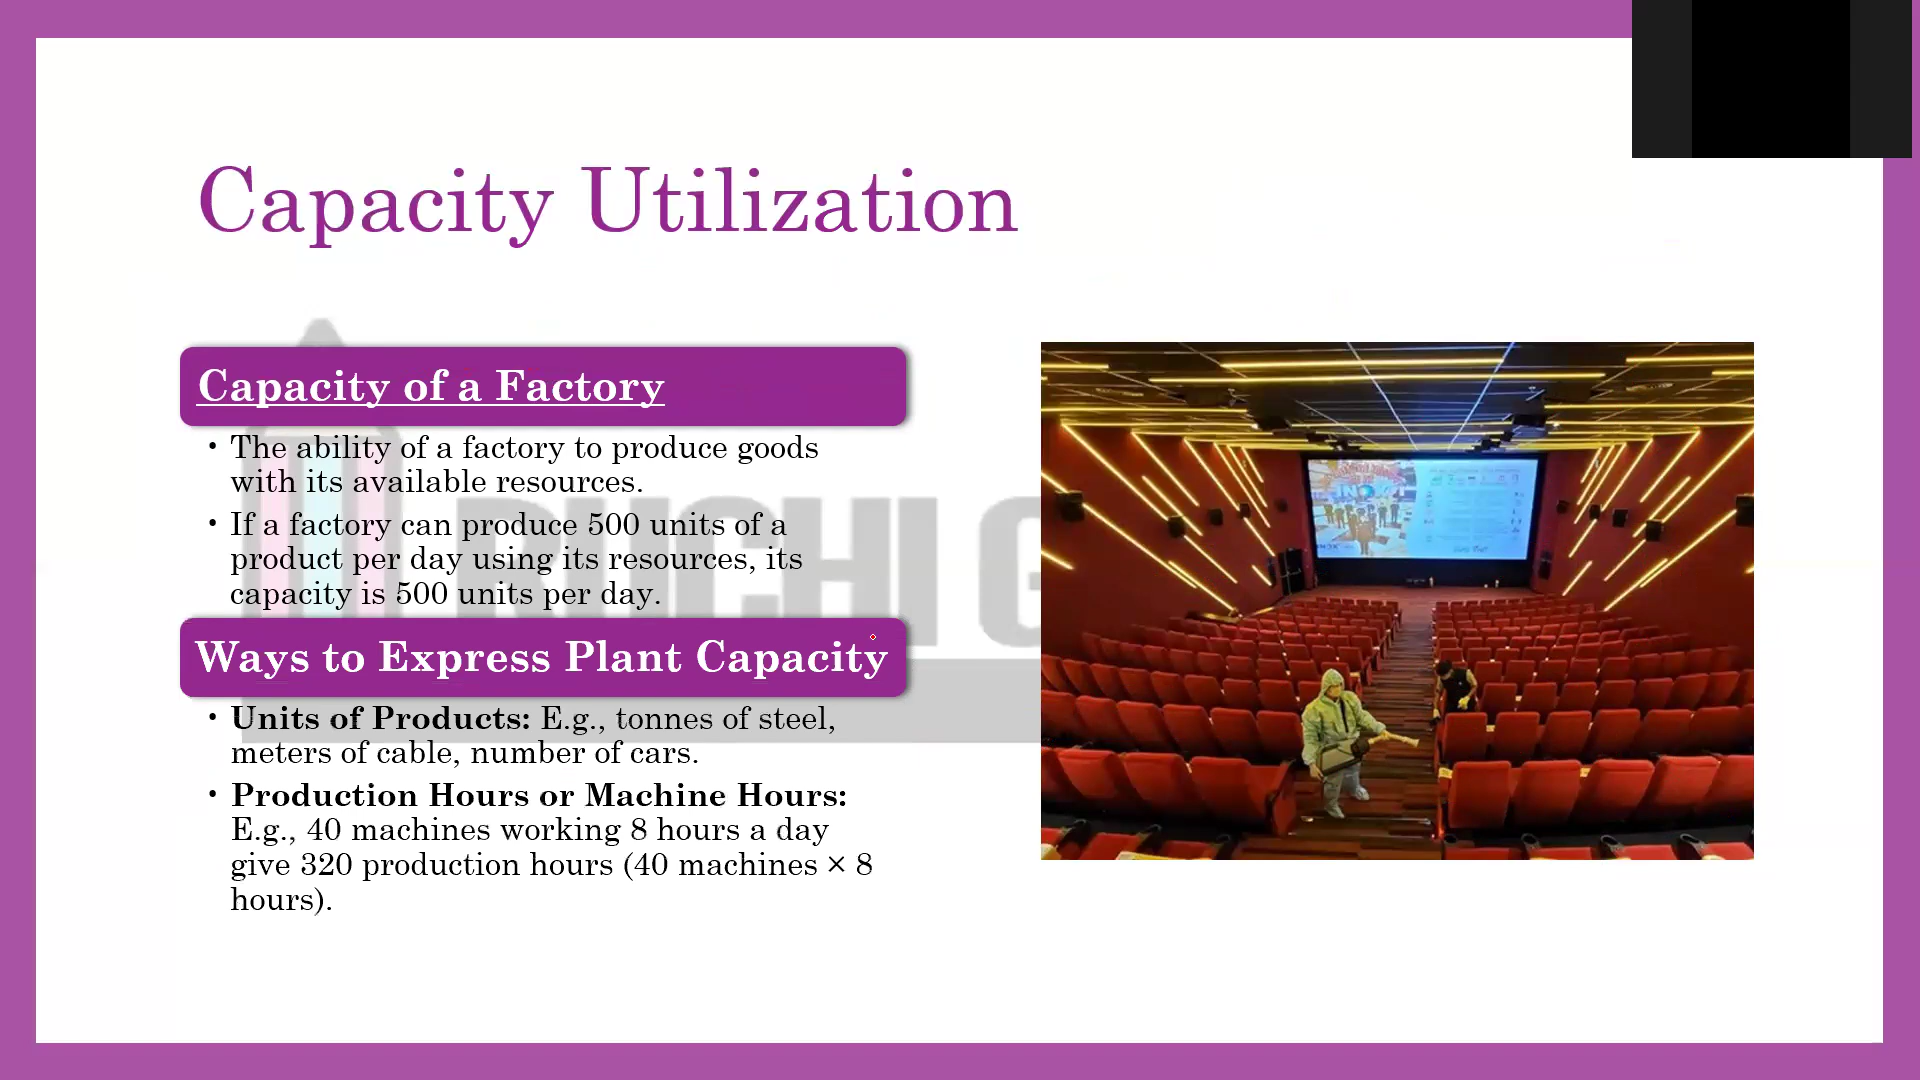 Capacity Utilization
Capacity of a Factory
• The ability of a factory to produce goods
with its available resources.
• If a factory can produce 500 units of a
product per day using its resources, its
capacity is 500 units per day.
Ways to Express Plant Capacity
• Units of Products: E.g., tonnes of steel,
meters of cable, number of cars.
• Production Hours or Machine Hours:
E.g., 40 machines working 8 hours a day
give 320 production hours (40 machines × 8
hours).
RUCHI G